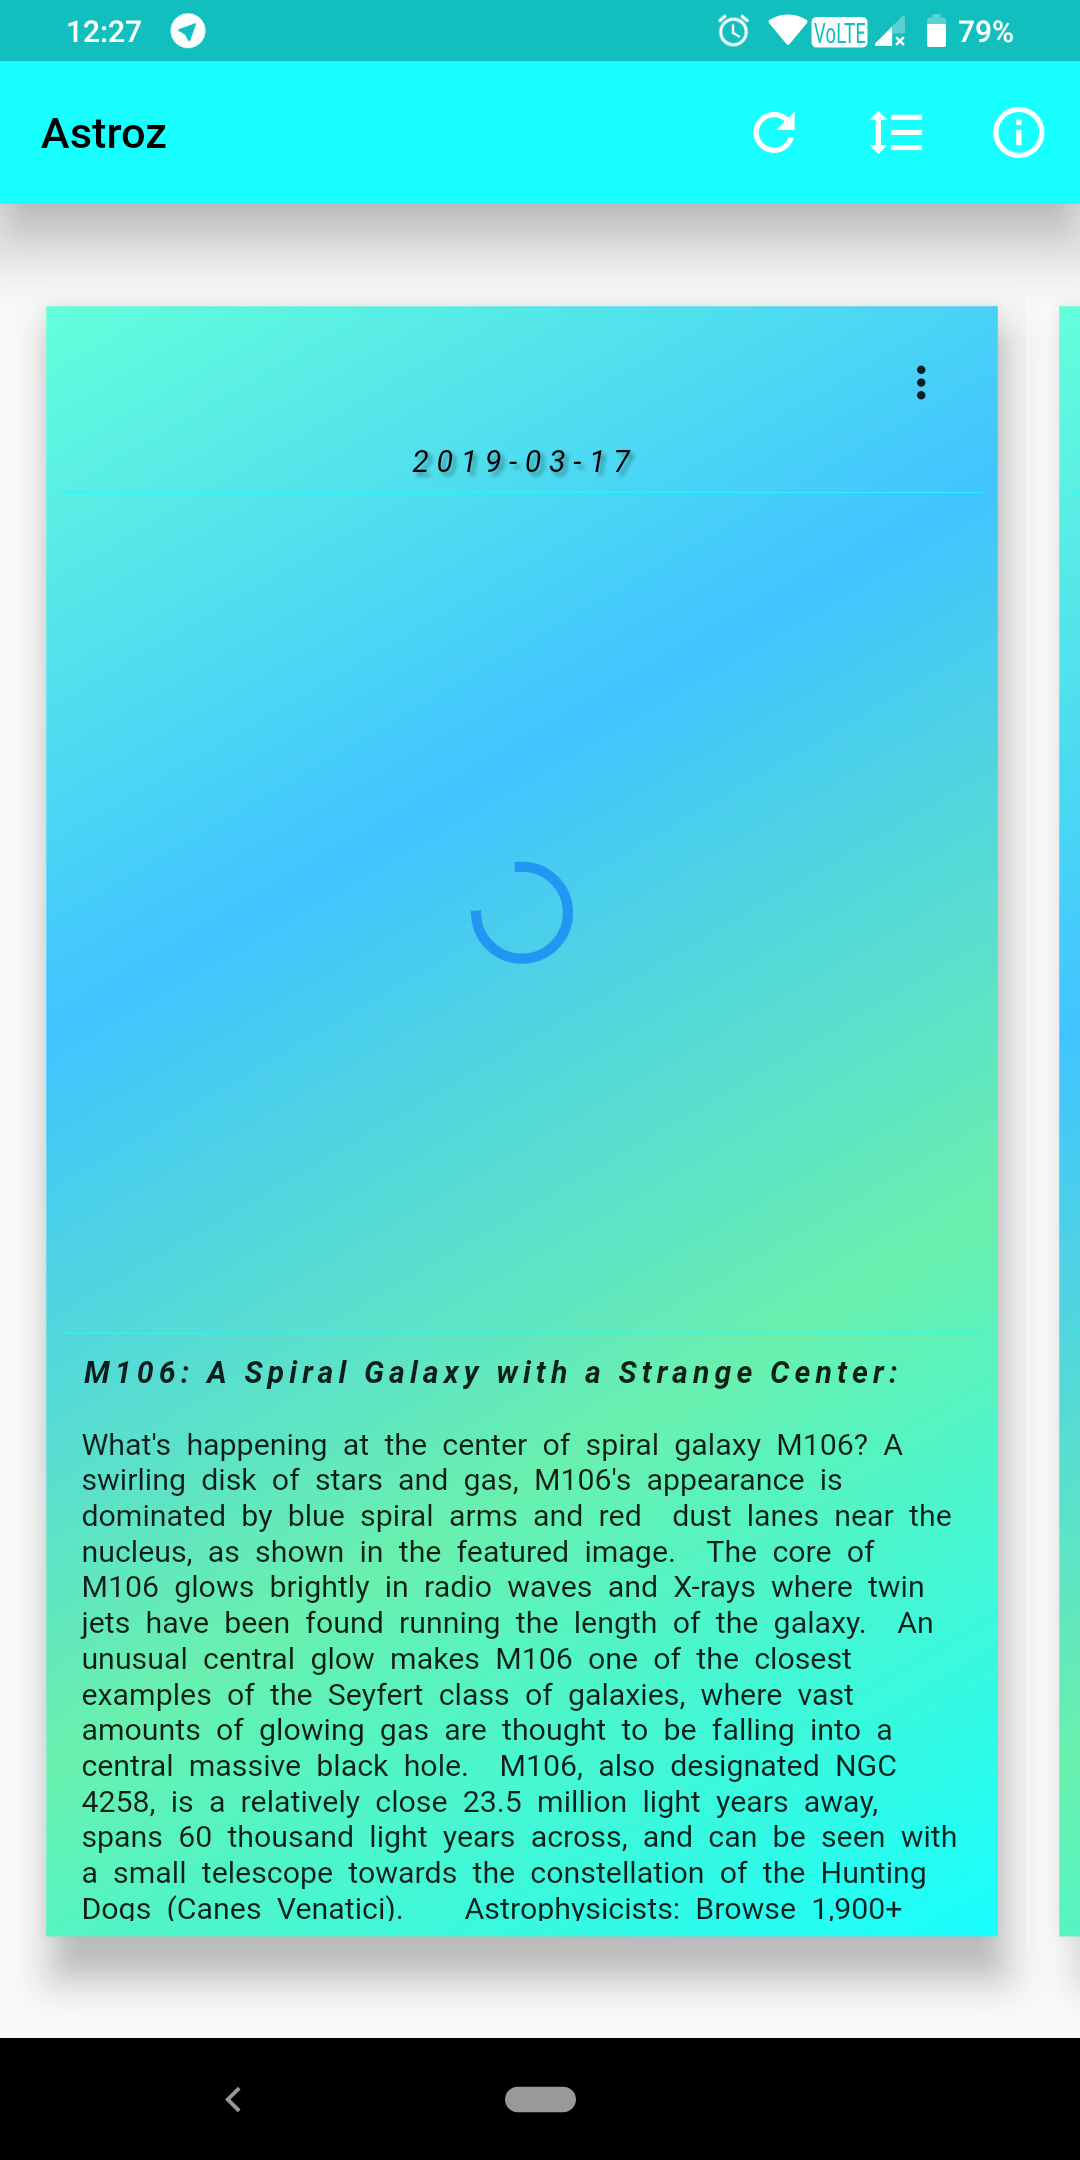 12:27 VoLTE 79%
Astroz
2019-03-17
M106: A Spiral Galaxy with a Strange Center:
What's happening at the center of spiral galaxy M106? A
swirling disk of stars and gas, M106's appearance is
dominated by blue spiral arms and red dust lanes near the
nucleus, as shown in the featured image. The core of
M106 glows brightly in radio waves and X-rays where twin
jets have been found running the length of the galaxy. An
unusual central glow makes M106 one of the closest
examples of the Seyfert class of galaxies, where vast
amounts of glowing gas are thought to be falling into a
central massive black hole. M106, also designated NGC
4258, is a relatively close 23.5 million light years away,
spans 60 thousand light years across, and can be seen with
a small telescope towards the constellation of the Hunting
Dogs (Canes Venatici). Astrophysicists: Browse 1,900+